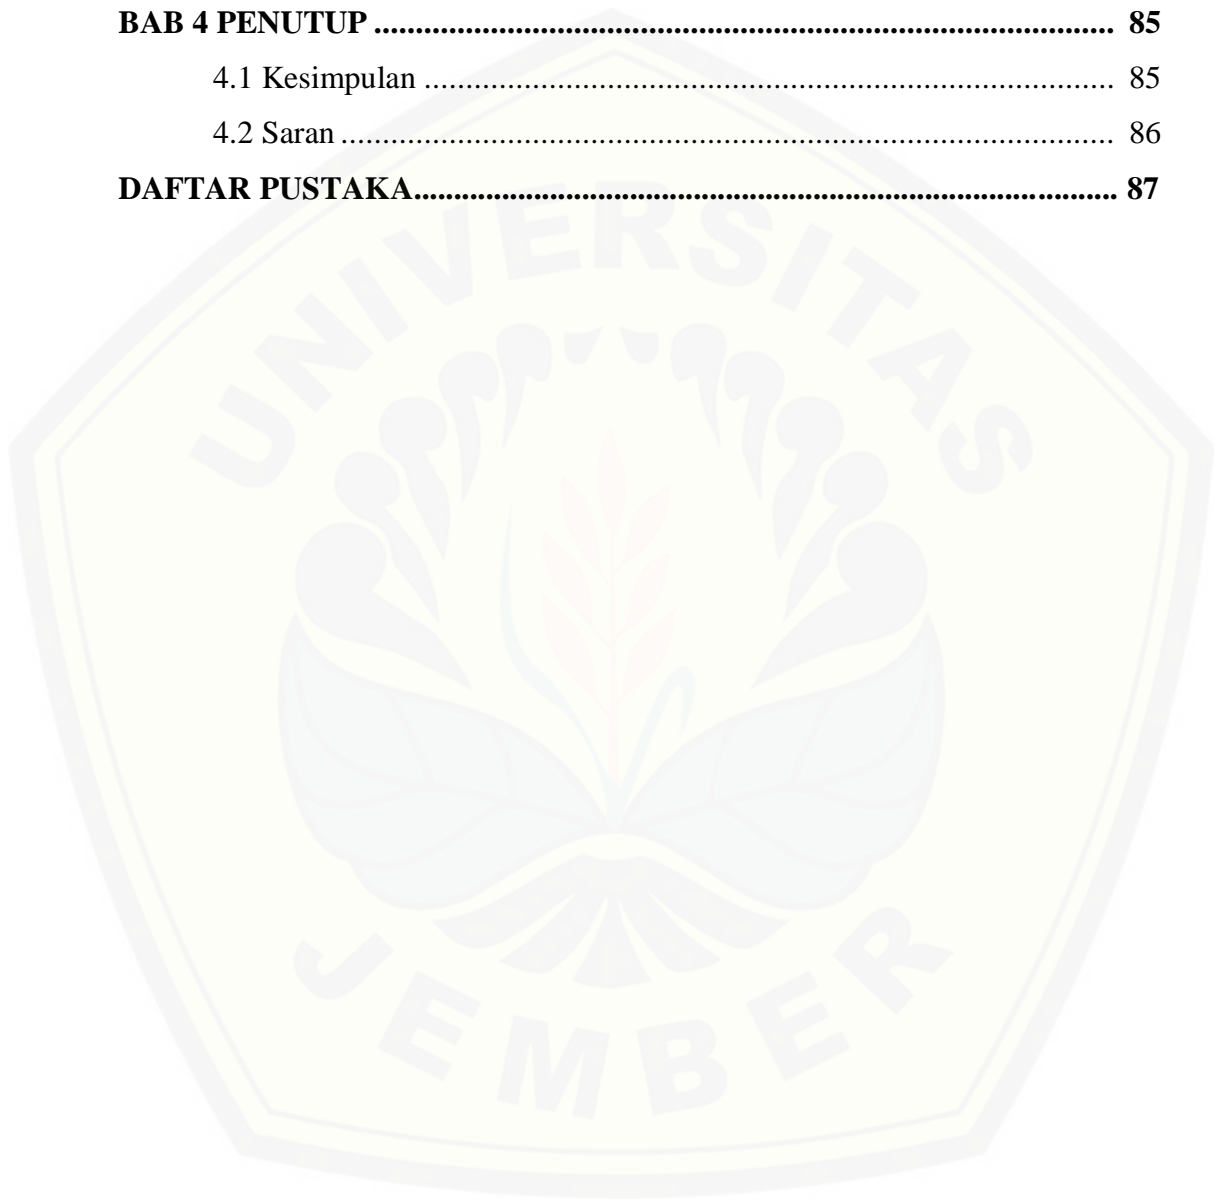 BAB 4 PENUTUP ........................................................................................... 85
4.1 Kesimpulan ..................................................................................... 85
4.2 Saran ............................................................................................... 86
DAFTAR PUSTAKA...................................................................................... 87
UNIVERSITAS
JEMBER